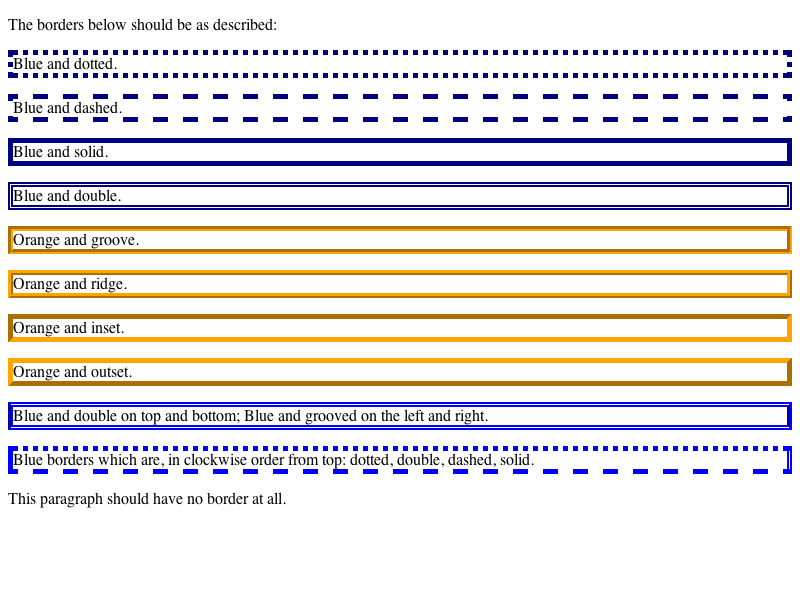 The borders below should be as described:
Blue and dotted.
Blue and dashed.
Blue and solid.
Blue and double.
Orange and groove.
Orange and ridge.
Orange and inset.
Orange and outset.
Blue and double on top and bottom; Blue and grooved on the left and right.
Blue borders which are, in clockwise order from top: dotted, double, dashed, solid.
This paragraph should have no border at all.